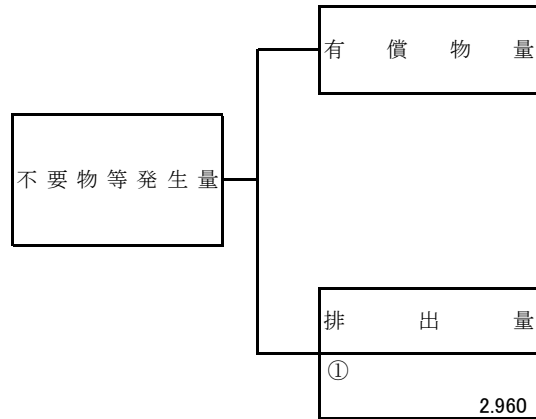 有償物量
不要物等発生量
排出量
①
2.960